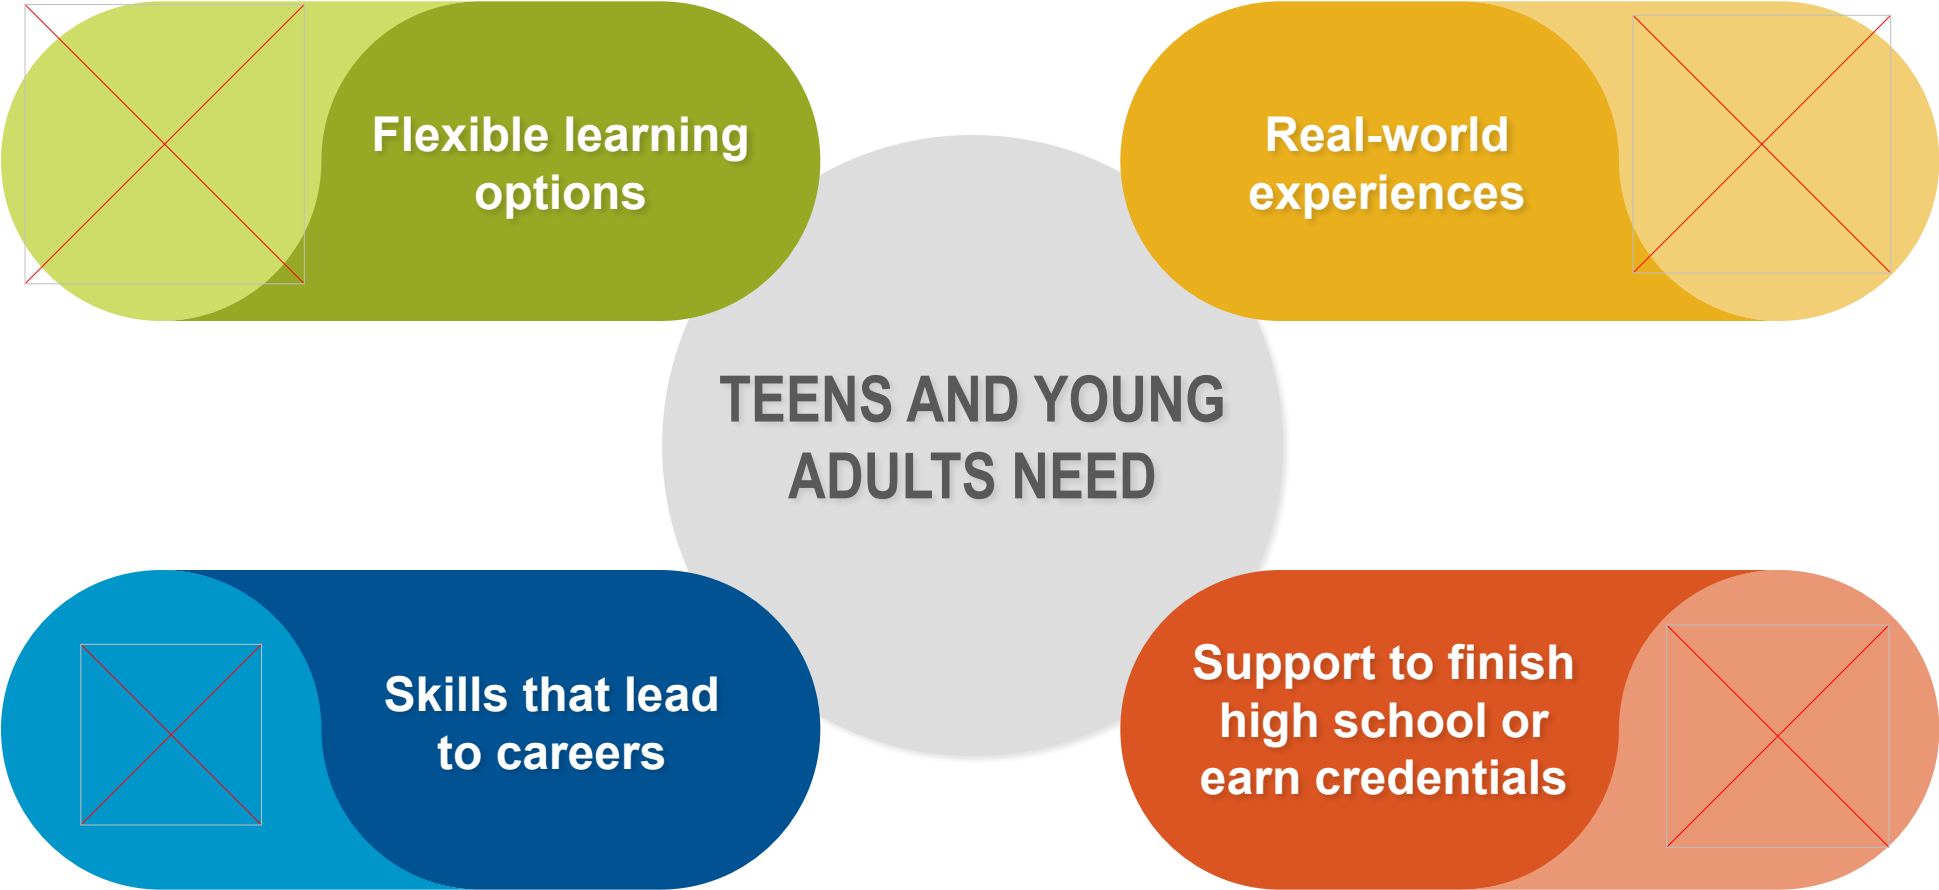 Flexible learning
options
Real-world
experiences
TEENS AND YOUNG
ADULTS NEED
Skills that lead
to careers
Support to finish
high school or
earn credentials